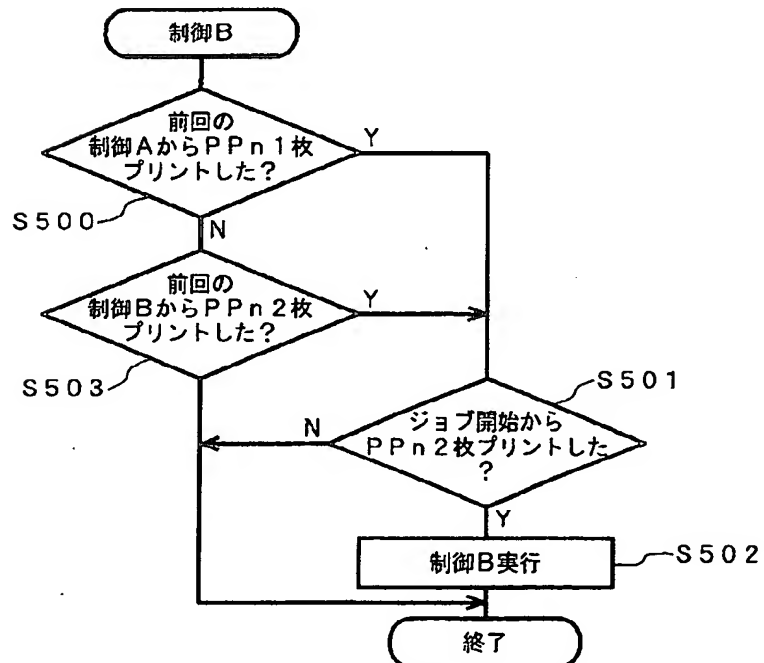 制御B
前回の
制御AからPPn1枚
プリントした?
Y
S500
N
前回の
制御BからPPn2枚
プリントした?
Y
S503
S501
ジョブ開始から
PPn2枚プリントした
?
N
Y
制御B実行
S502
終了